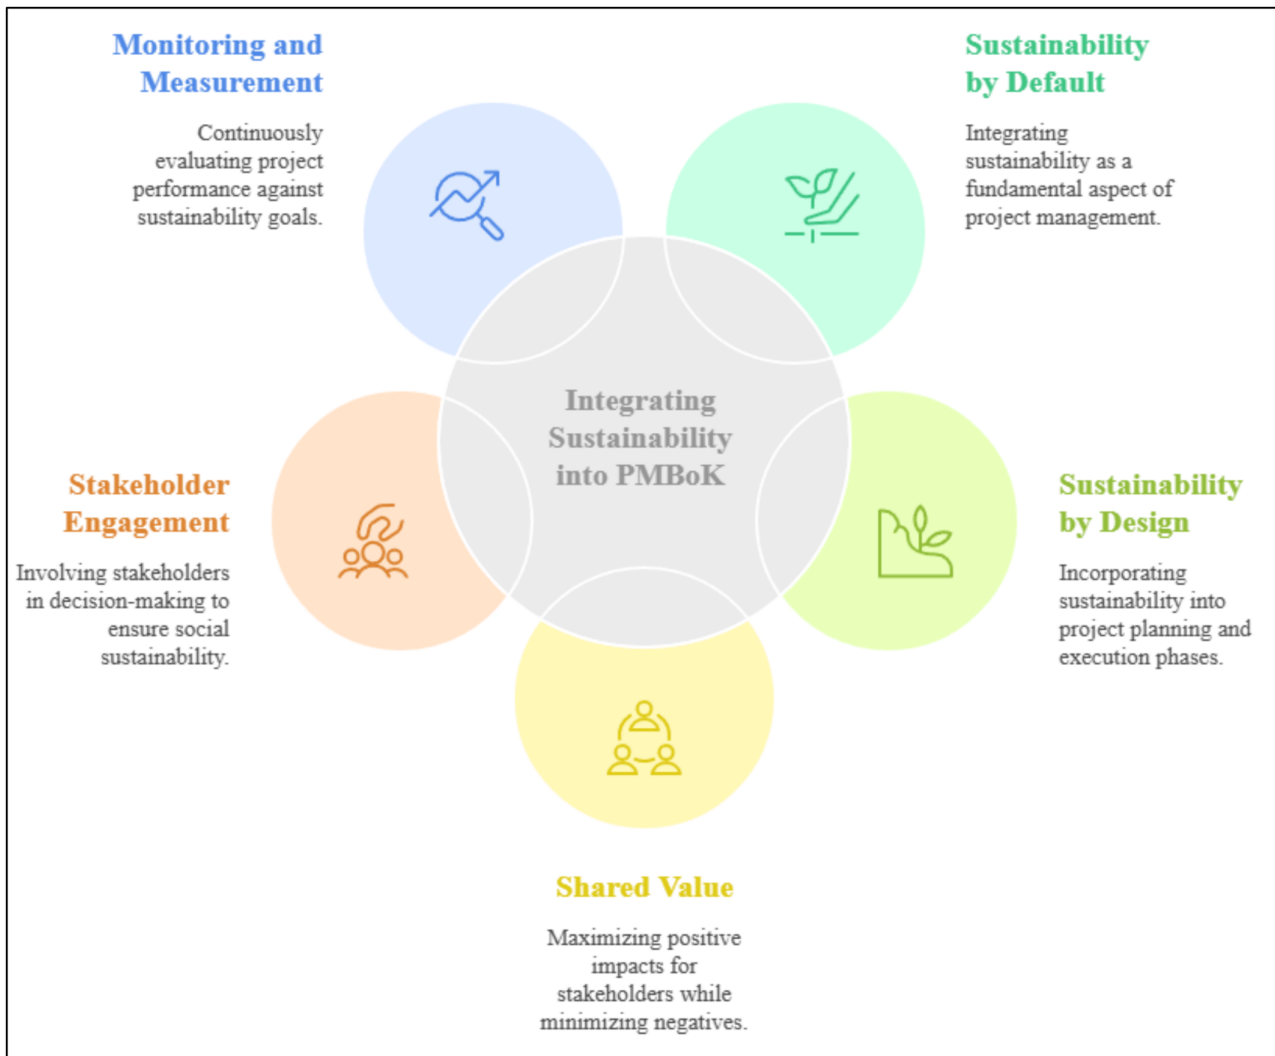 Monitoring and
Measurement
Continuously
evaluating project
performance against
sustainability goals.
Sustainability
by Default
Integrating
sustainability as a
fundamental aspect of
project management.
Integrating
Sustainability
into PMBoK
Stakeholder
Engagement
Involving stakeholders
in decision-making to
ensure social
sustainability.
Sustainability
by Design
Incorporating
sustainability into
project planning and
execution phases.
Shared Value
Maximizing positive
impacts for
stakeholders while
minimizing negatives.